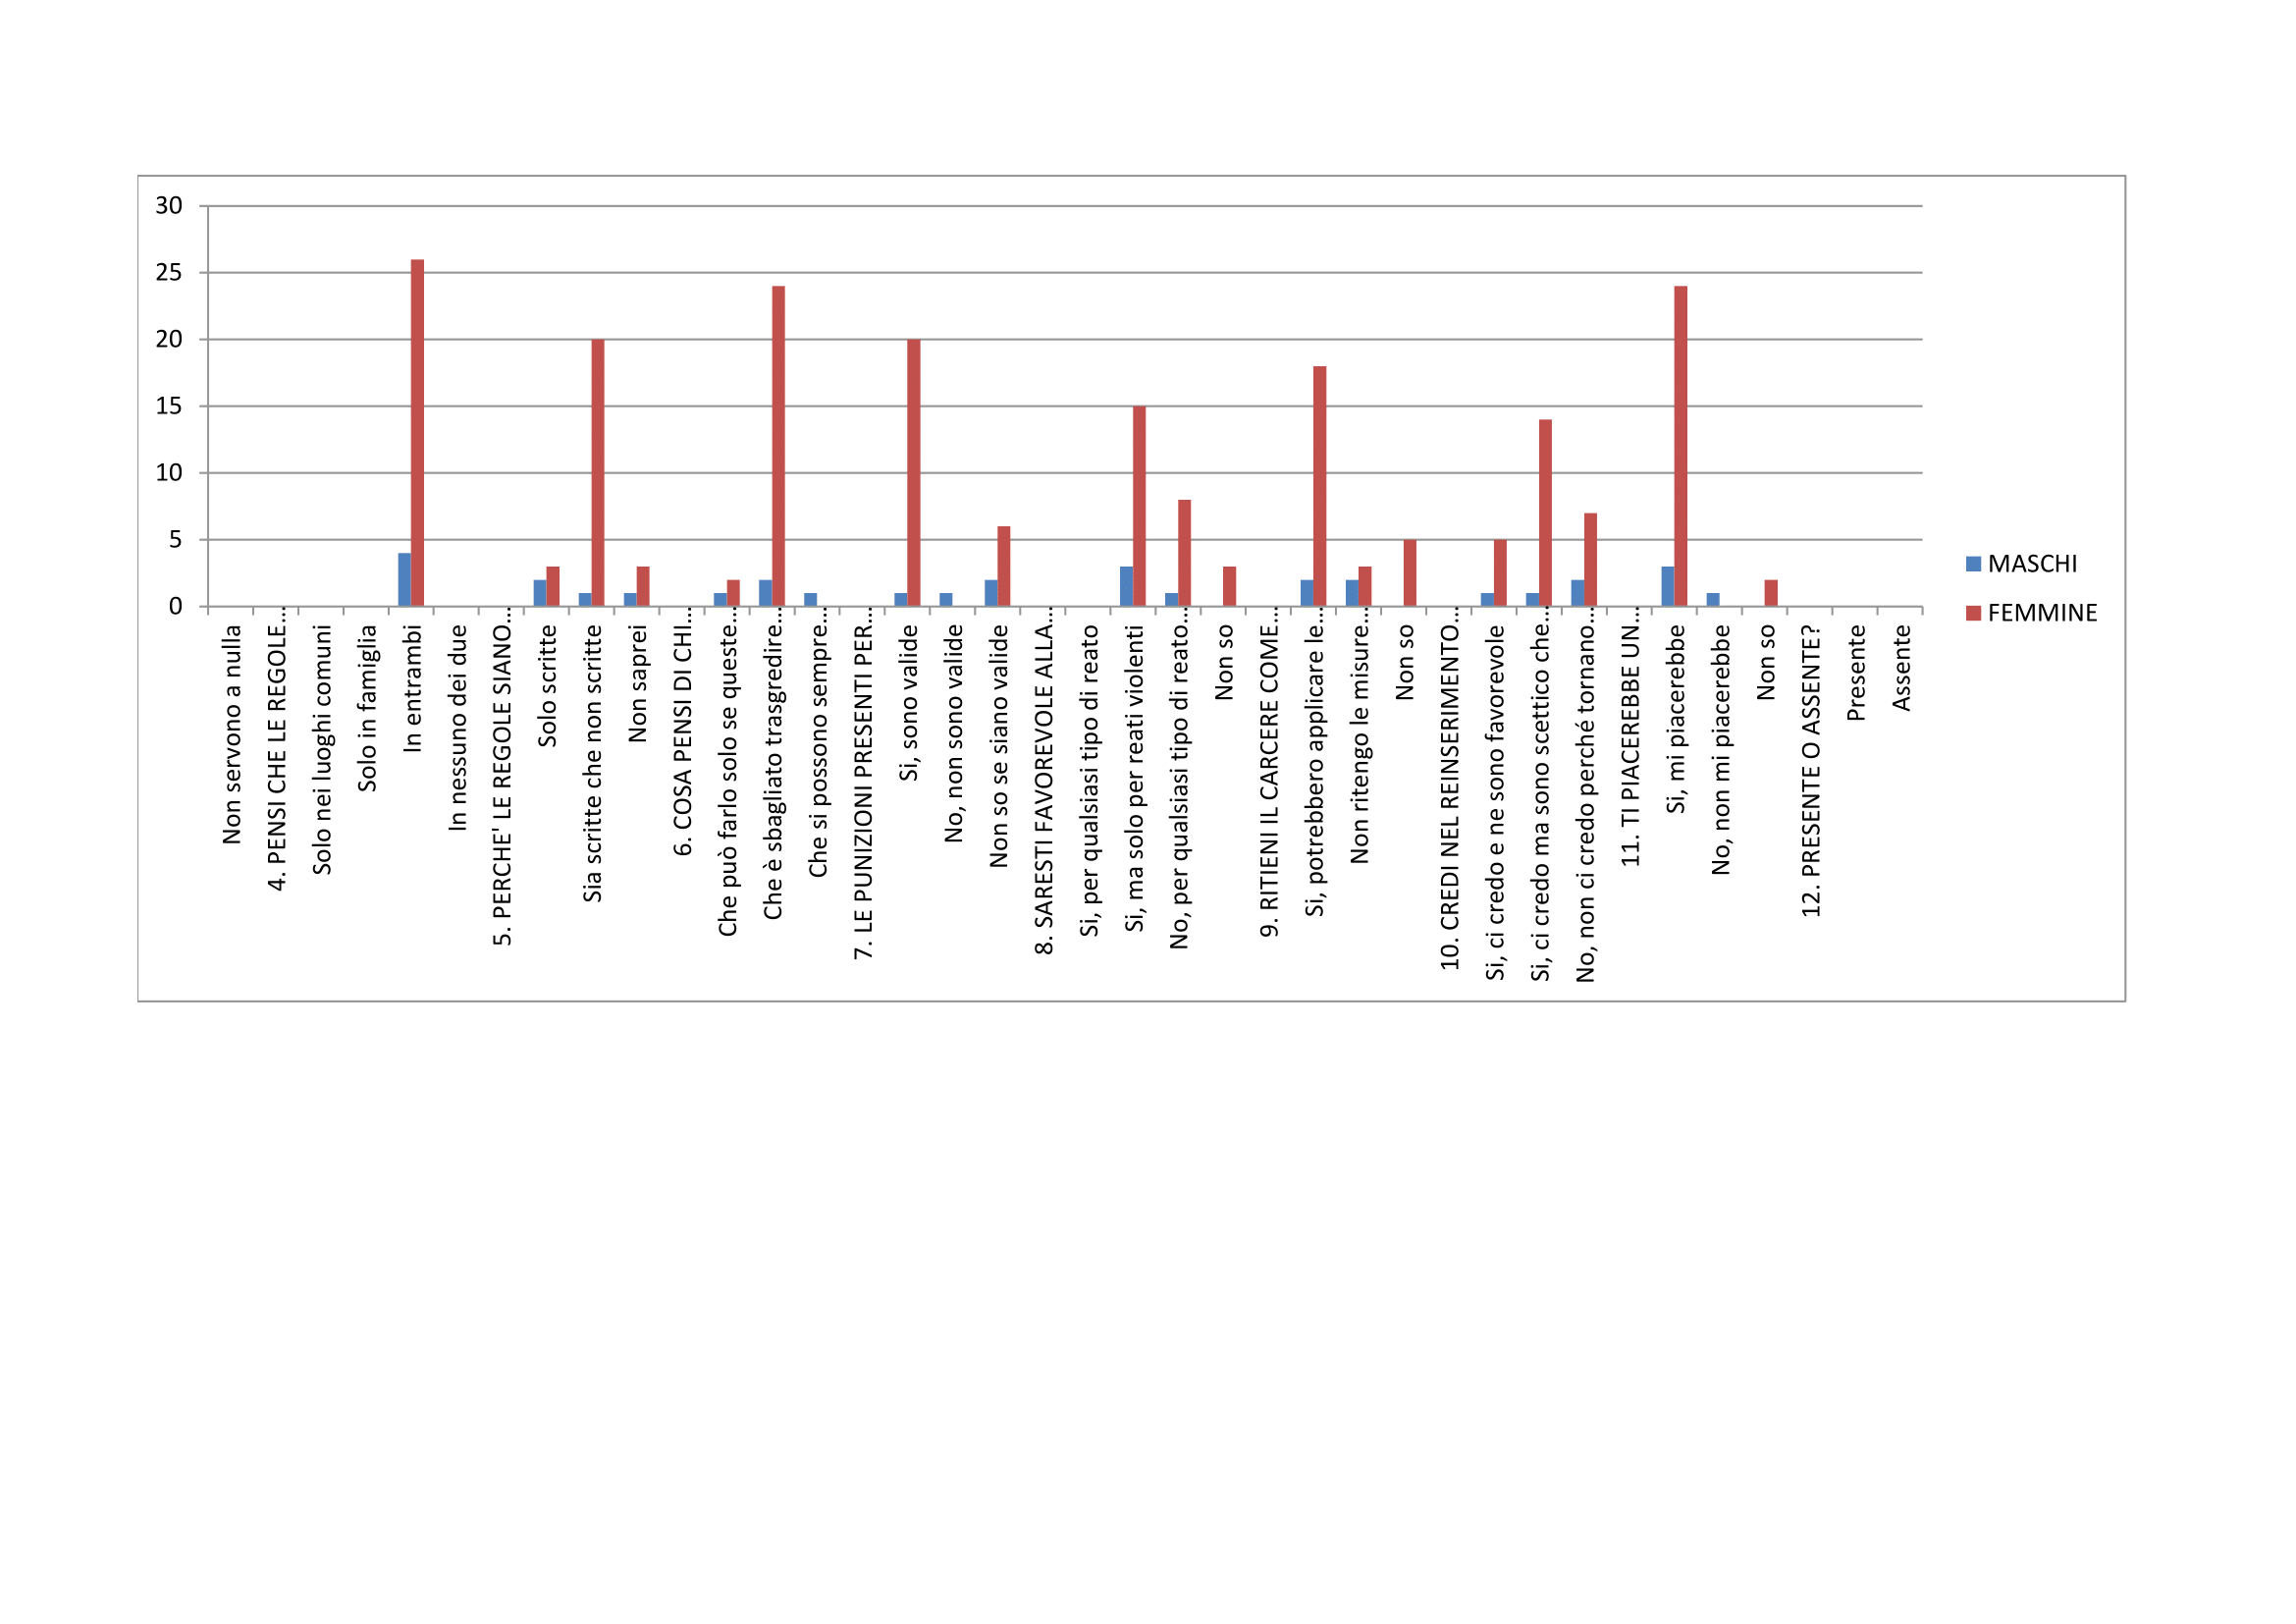 30
25
20
15
10
5
0
Non servono a nulla
4. PENSI CHE LE REGOLE…
Solo nei luoghi comuni
Solo in famiglia
In entrambi
In nessuno dei due
5. PERCHE' LE REGOLE SIANO…
Solo scritte
Sia scritte che non scritte
Non saprei
6. COSA PENSI DI CHI…
Che può farlo solo se queste…
Che è sbagliato trasgredire…
Che si possono sempre…
7. LE PUNIZIONI PRESENTI PER…
Si, sono valide
No, non sono valide
Non so se siano valide
8. SARESTI FAVOREVOLE ALLA…
Si, per qualsiasi tipo di reato
Si, ma solo per reati violenti
No, per qualsiasi tipo di reato…
Non so
9. RITIENI IL CARCERE COME…
Si, potrebbero applicare le…
Non ritengo le misure…
Non so
10. CREDI NEL REINSERIMENTO…
Si, ci credo e ne sono favorevole
Si, ci credo ma sono scettico che…
No, non ci credo perché tornano…
11. TI PIACEREBBE UN…
Si, mi piacerebbe
No, non mi piacerebbe
Non so
12. PRESENTE O ASSENTE?
Presente
Assente
MASCHI
FEMMINE